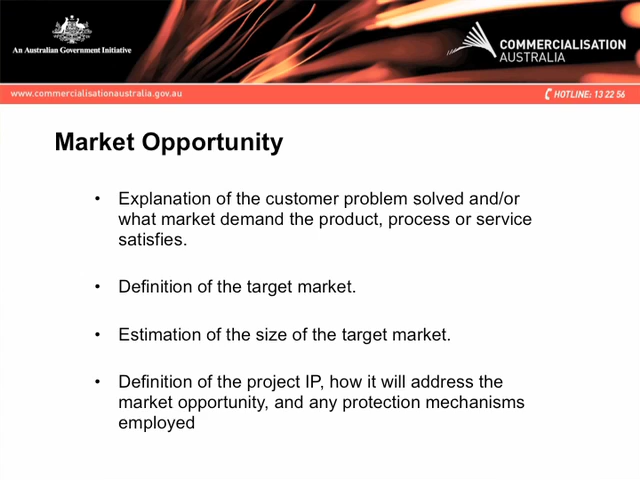 An Australian Government Initiative
COMMERCIALISATION
AUSTRALIA
www.commercialisationaustralia.gov.au
HOTLINE: 13 22 56
Market Opportunity
• Explanation of the customer problem solved and/or
what market demand the product, process or service
satisfies.
• Definition of the target market.
• Estimation of the size of the target market.
• Definition of the project IP, how it will address the
market opportunity, and any protection mechanisms
employed